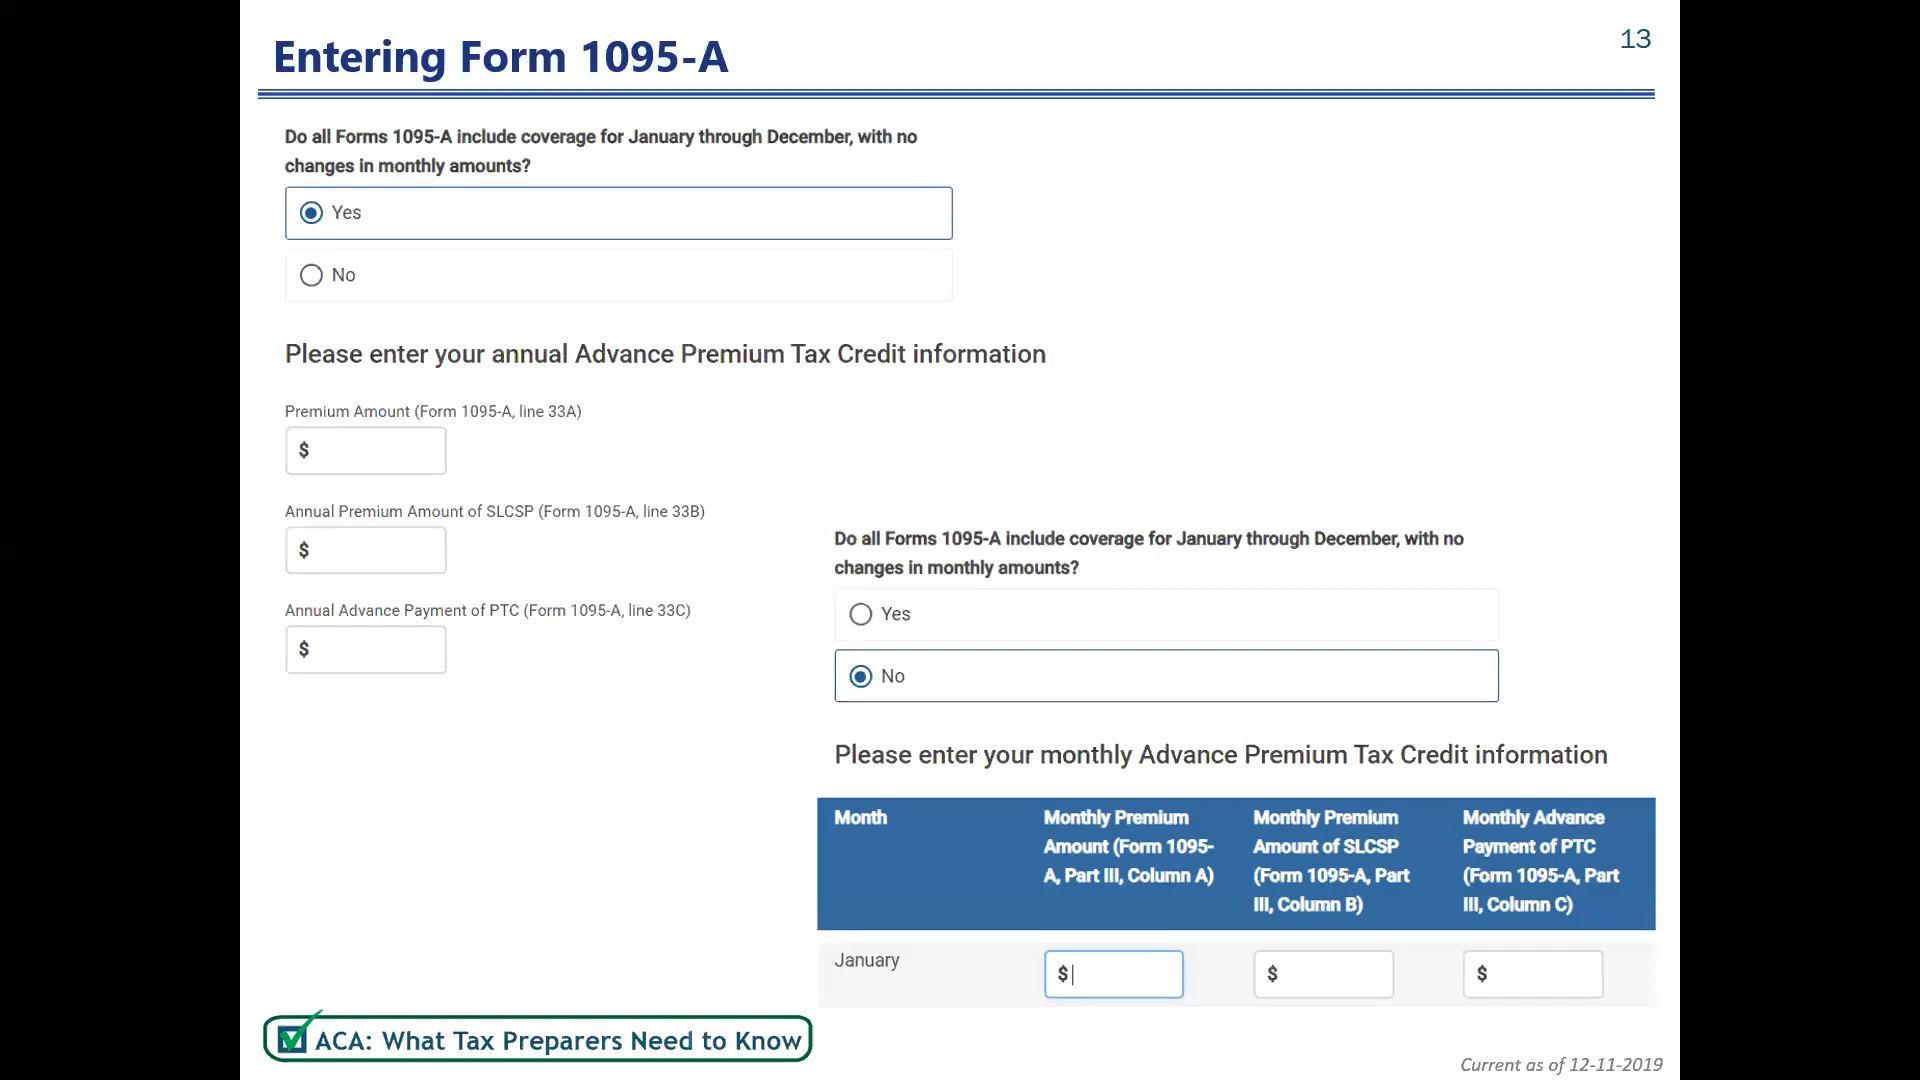 Entering Form 1095-A
13
Do all Forms 1095-A include coverage for January through December, with no
changes in monthly amounts?
Yes
No
Please enter your annual Advance Premium Tax Credit information
Premium Amount (Form 1095-A, line 33A)
$
Annual Premium Amount of SLCSP (Form 1095-A, line 33B)
$
Annual Advance Payment of PTC (Form 1095-A, line 33C)
$
Do all Forms 1095-A include coverage for January through December, with no
changes in monthly amounts?
Yes
No
Please enter your monthly Advance Premium Tax Credit information
Month
Monthly Premium
Amount (Form 1095-
A, Part III, Column A)
Monthly Premium
Amount of SLCSP
(Form 1095-A, Part
III, Column B)
Monthly Advance
Payment of PTC
(Form 1095-A, Part
III, Column C)
January
$
$
$
ACA: What Tax Preparers Need to Know
Current as of 12-11-2019